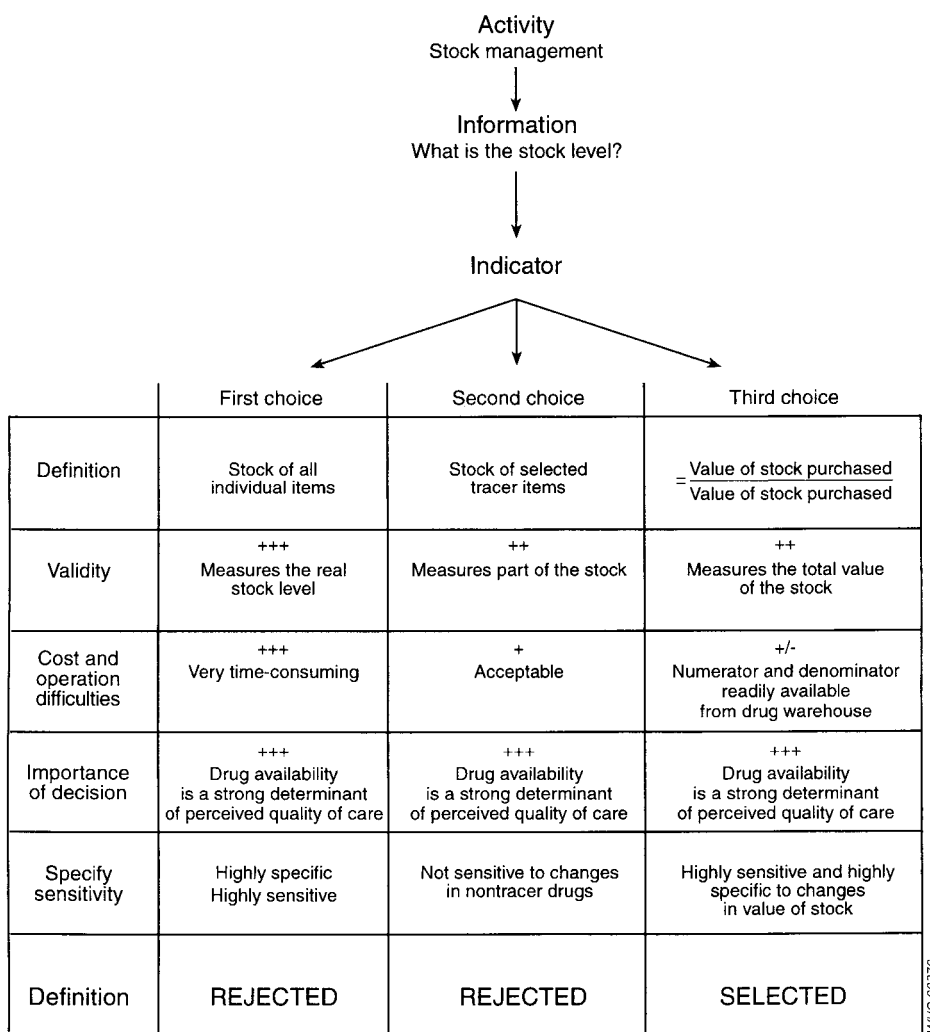 Activity
Stock management
Information
What is the stock level?
Indicator
First choice
Second choice
Third choice
Definition
Stock of all
individual items
Stock of selected
tracer items
= Value of stock purchased
Value of stock purchased
Validity
+++
Measures the real
stock level
++
Measures part of the stock
++
Measures the total value
of the stock
Cost and
operation
difficulties
+++
Very time-consuming
+
Acceptable
+/-
Numerator and denominator
readily available
from drug warehouse
Importance
of decision
+++
Drug availability
is a strong determinant
of perceived quality of care
+++
Drug availability
is a strong determinant
of perceived quality of care
+++
Drug availability
is a strong determinant
of perceived quality of care
Specify
sensitivity
Highly specific
Highly sensitive
Not sensitive to changes
in nontracer drugs
Highly sensitive and highly
specific to changes
in value of stock
Definition
REJECTED
REJECTED
SELECTED